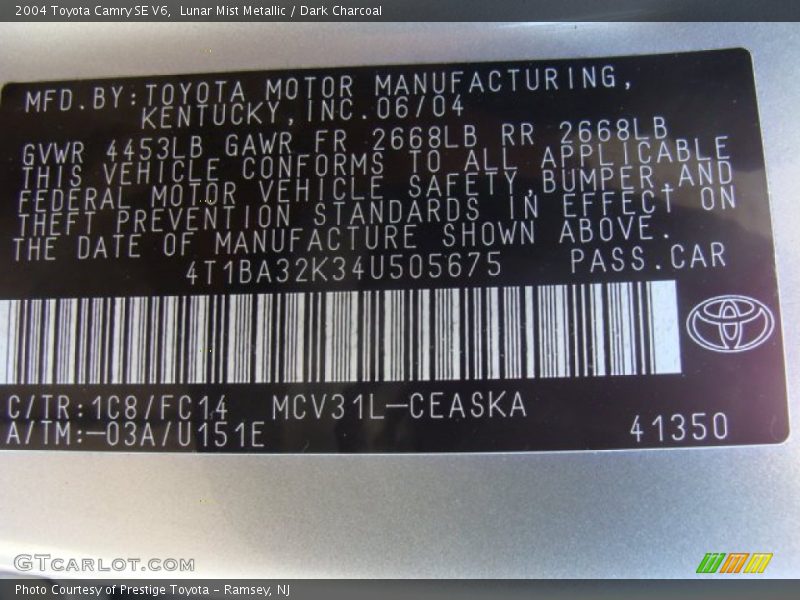 2004 Toyota Camry SE V6,  Lunar Mist Metallic / Dark Charcoal
MFD.BY:TOYOTA MOTOR MANUFACTURING,
KENTUCKY,INC.06/04
GVWR 4453LB GAWR FR 2668LB RR 2668LB
THIS VEHICLE CONFORMS TO ALL APPLICABLE
FEDERAL MOTOR VEHICLE SAFETY,BUMPER,AND
THEFT PREVENTION STANDARDS IN EFFECT ON
THE DATE OF MANUFACTURE SHOWN ABOVE.
4T1BA32K34U505675 PASS.CAR
C/TR:1C8/FC14 MCV31L-CEASKA
A/TM:-03A/U151E 41350
GTCARLOT.COM
Photo Courtesy of Prestige Toyota - Ramsey, NJ